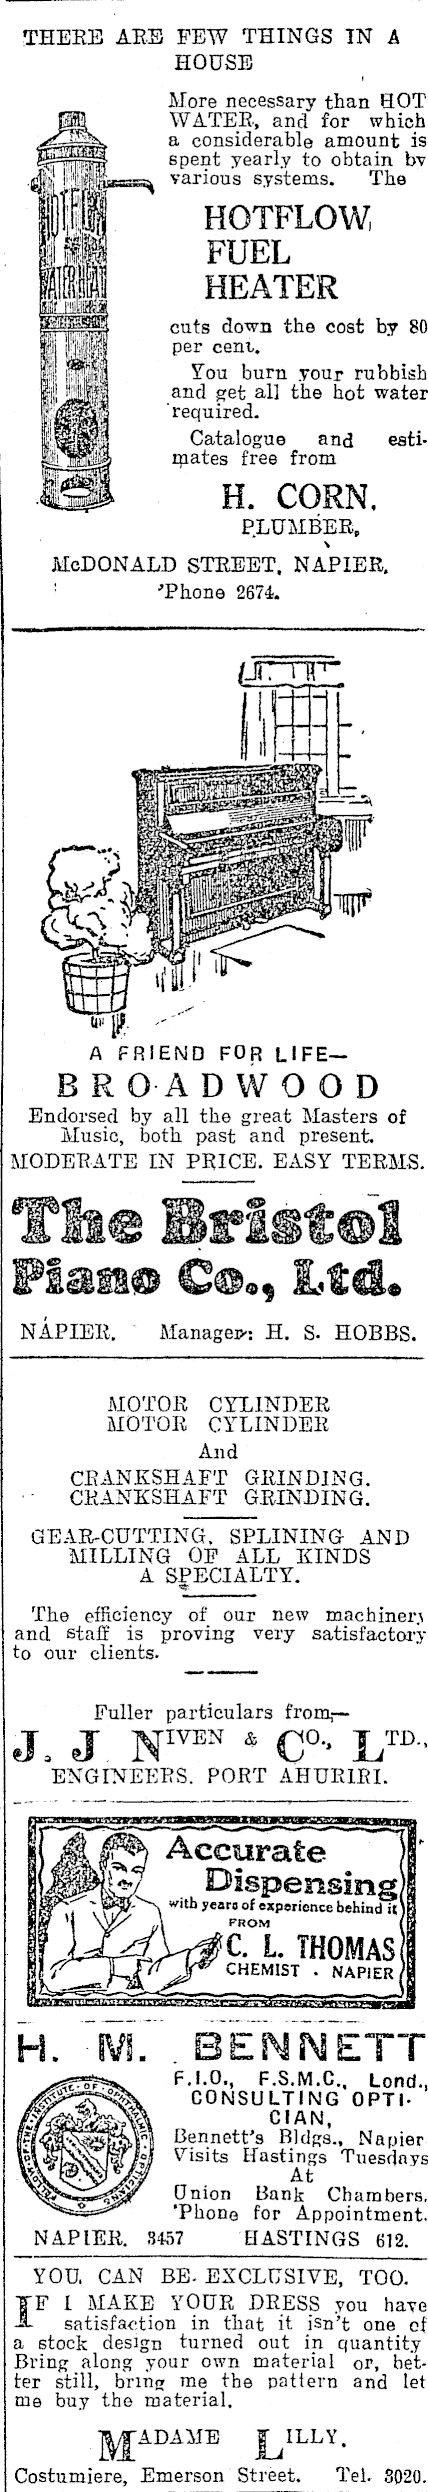 THERE ARE FEW THINGS IN A
HOUSE
More necessary than HOT
WATER, and for which
a considerable amount is
spent yearly to obtain by
various systems. The
HOTFLOW
FUEL
HEATER
HOTFLOW
WATER HEAT
cuts down the cost by 80
per cent.
You burn your rubbish
and get all the hot water
required.
Catalogue and esti-
mates free from
H. CORN,
PLUMBER,
McDONALD STREET, NAPIER.
'Phone 2674.
A FRIEND FOR LIFE—
BROADWOOD
Endorsed by all the great Masters of
Music, both past and present.
MODERATE IN PRICE. EASY TERMS.
The Bristol
Piano Co., Ltd.
NAPIER. Manager: H. S. HOBBS.
MOTOR CYLINDER
MOTOR CYLINDER
And
CRANKSHAFT GRINDING.
CRANKSHAFT GRINDING.
GEAR-CUTTING, SPLINING AND
MILLING OF ALL KINDS
A SPECIALTY.
The efficiency of our new machinery
and staff is proving very satisfactory
to our clients.
Fuller particulars from—
J. J NIVEN & CO., LTD.,
ENGINEERS. PORT AHURIRI.
Accurate
Dispensing
with years of experience behind it
FROM
C. L. THOMAS
CHEMIST . NAPIER
H. M. BENNETT
F.I.O., F.S.M.C., Lond.,
CONSULTING OPTI-
CIAN,
Bennett's Bldgs., Napier
Visits Hastings Tuesdays
At
Union Bank Chambers.
'Phone for Appointment.
FELLOW OF THE INSTITUTE OF OPHTHALMIC OPTICIANS
NAPIER. 3457 HASTINGS 612.
YOU CAN BE EXCLUSIVE, TOO.
IF I MAKE YOUR DRESS you have
satisfaction in that it isn't one of
a stock design turned out in quantity
Bring along your own material or, bet-
ter still, bring me the pattern and let
me buy the material.
MADAME LILLY.
Costumiere, Emerson Street. Tel. 3020.